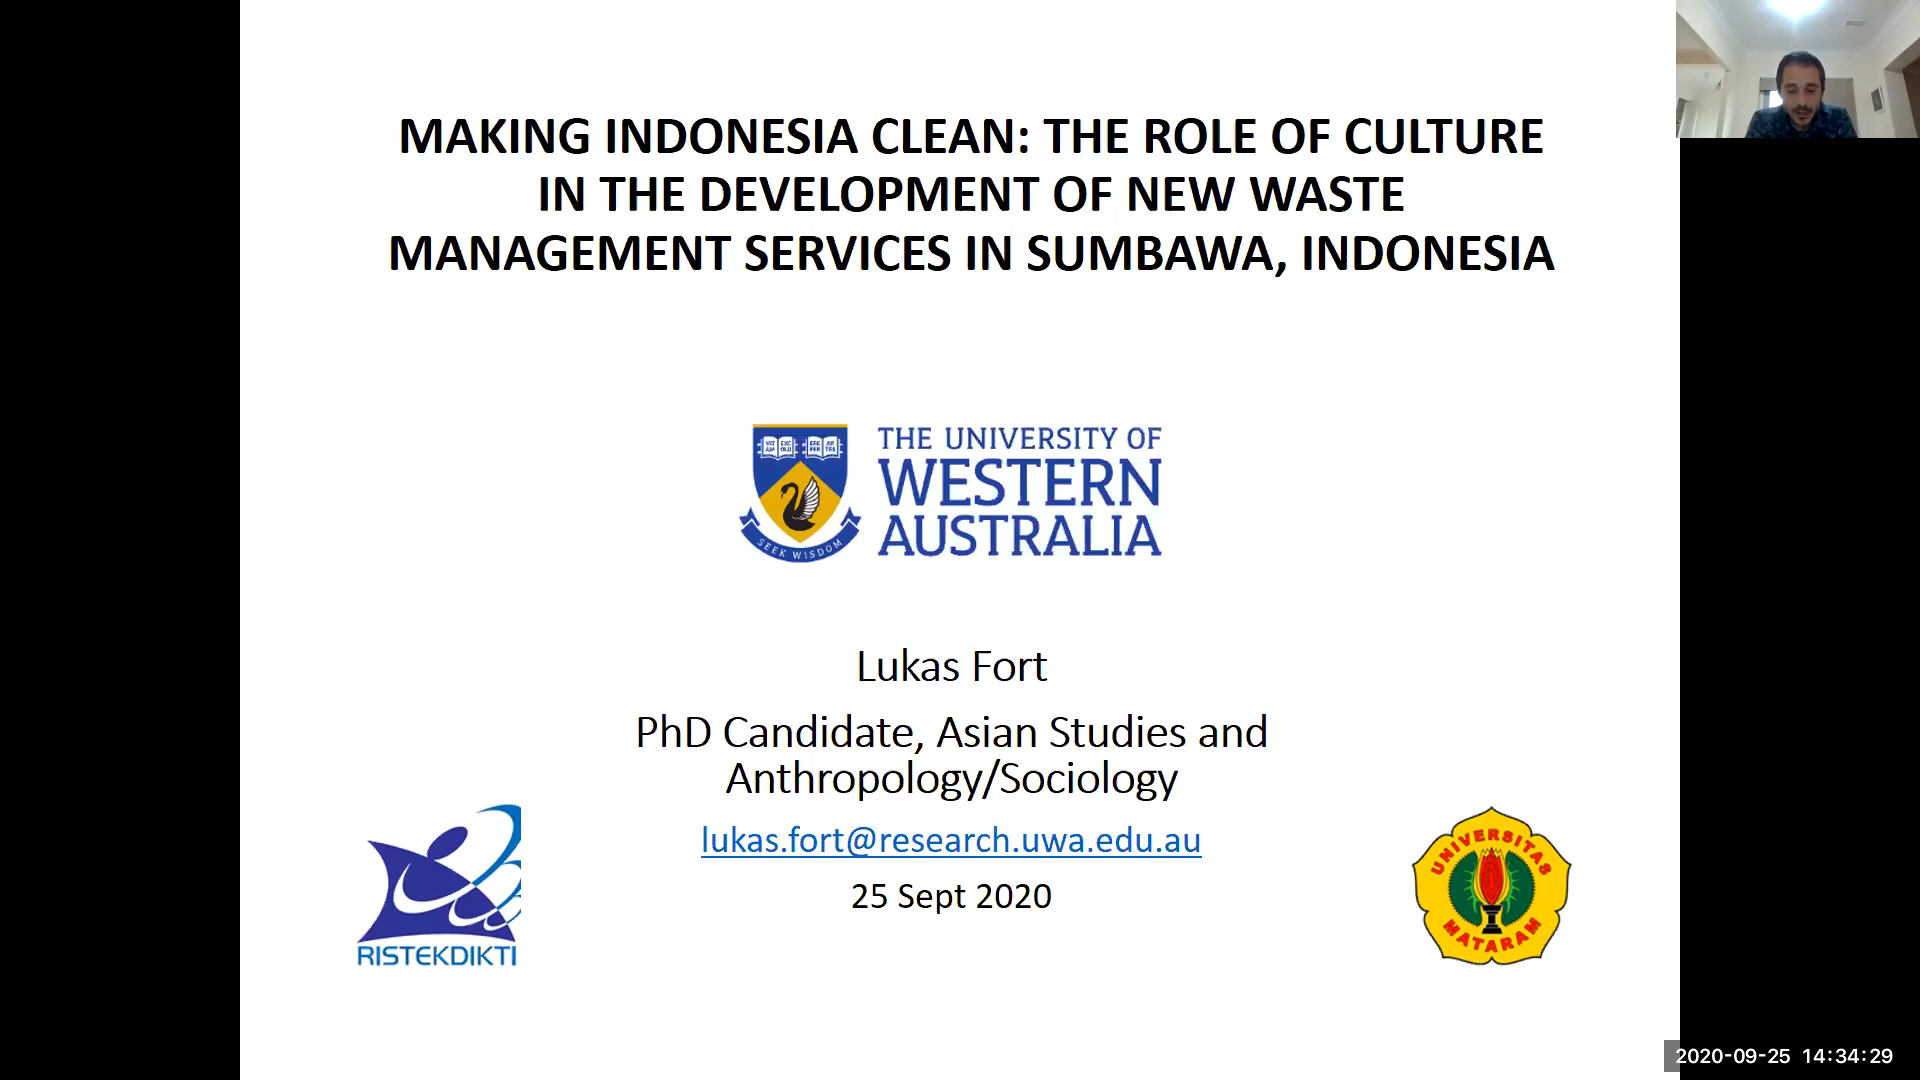 MAKING INDONESIA CLEAN: THE ROLE OF CULTURE
IN THE DEVELOPMENT OF NEW WASTE
MANAGEMENT SERVICES IN SUMBAWA, INDONESIA
THE UNIVERSITY OF
WESTERN
AUSTRALIA
SEEK WISDOM
Lukas Fort
PhD Candidate, Asian Studies and
Anthropology/Sociology
lukas.fort@research.uwa.edu.au
25 Sept 2020
RISTEKDIKTI
UNIVERSITAS
MATARAM
2020-09-25 14:34:29